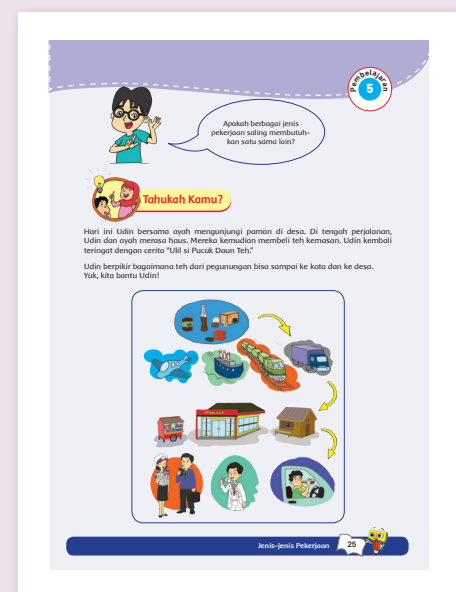 Pembelajaran
5
Apakah berbagai jenis
pekerjaan saling membutuh-
kan satu sama lain?
Tahukah Kamu?
Hari ini Udin bersama ayah mengunjungi paman di desa. Di tengah perjalanan,
Udin dan ayah merasa haus. Mereka kemudian membeli teh kemasan. Udin kembali
teringat dengan cerita “Ulil si Pucuk Daun Teh.”
Udin berpikir bagaimana teh dari pegunungan bisa sampai ke kota dan ke desa.
Yuk, kita bantu Udin!
Jenis-jenis Pekerjaan
25